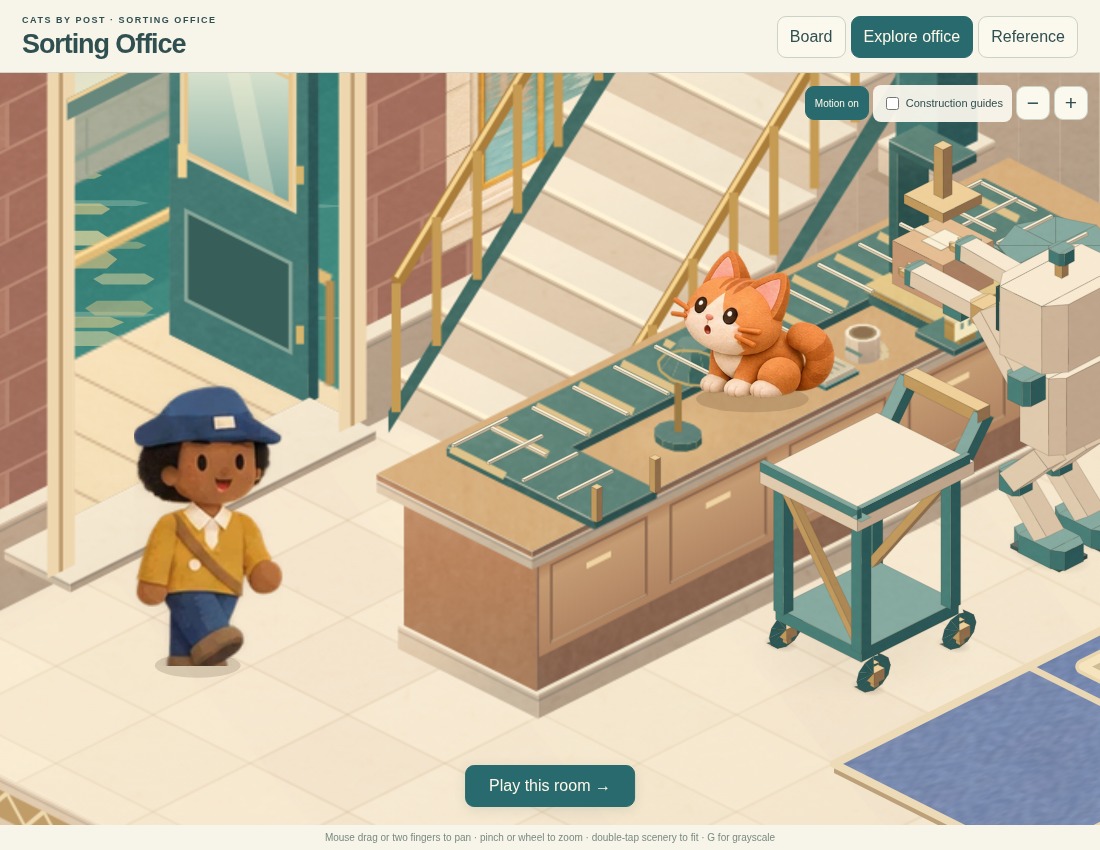 CATS BY POST · SORTING OFFICE
Sorting Office
Board
Explore office
Reference
Motion on
Construction guides
−
+
Play this room →
Mouse drag or two fingers to pan · pinch or wheel to zoom · double-tap scenery to fit · G for grayscale